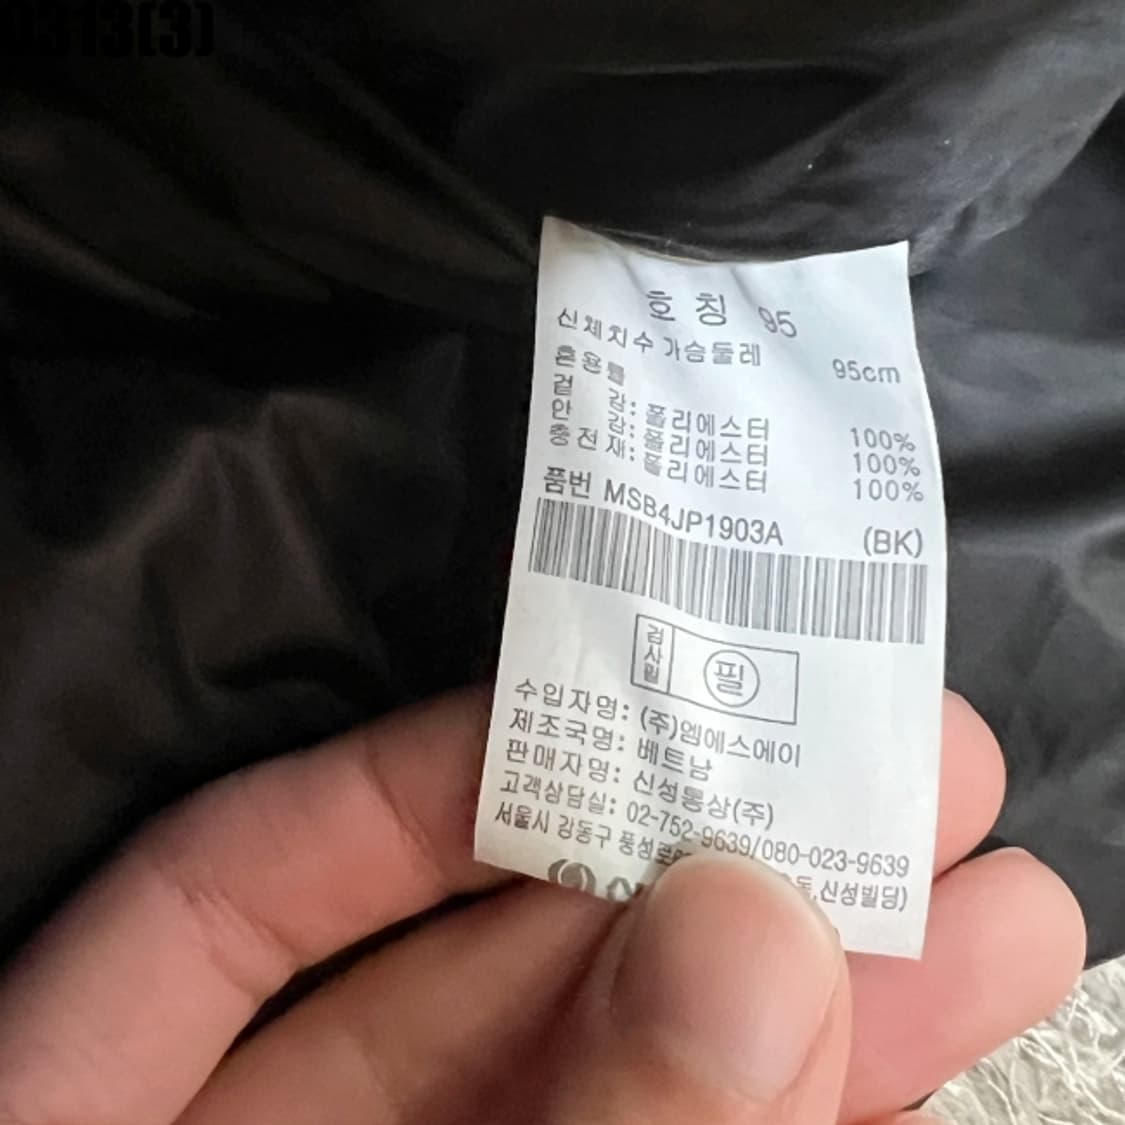 0313(3)
호칭 95
신체치수 가슴둘레 95cm
혼용률
겉 감: 폴리에스터 100%
안 감: 폴리에스터 100%
충전재: 폴리에스터 100%
품번 MSB4JP1903A (BK)
검사필 필
수입자명: (주)엠에스에이
제조국명: 베트남
판매자명: 신성통상(주)
고객상담실: 02-752-9639/080-023-9639
서울시 강동구 ,신성빌딩)